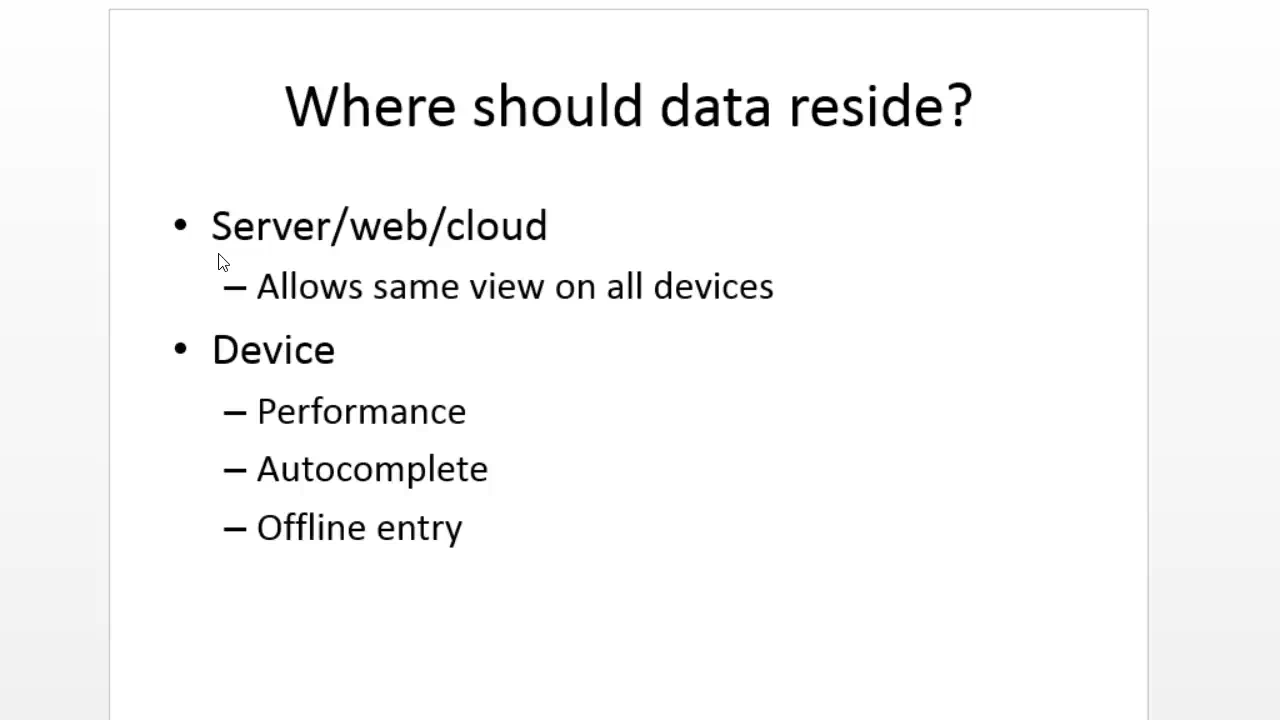 Where should data reside?
• Server/web/cloud
– Allows same view on all devices
• Device
– Performance
– Autocomplete
– Offline entry